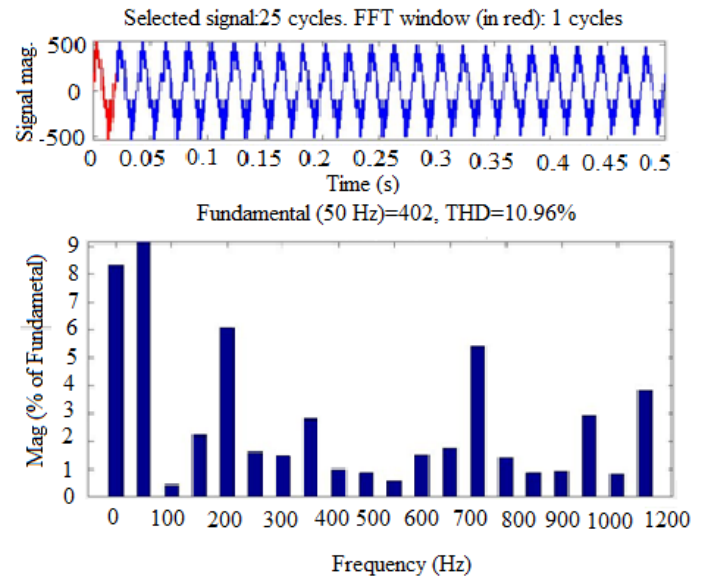 Selected signal:25 cycles. FFT window (in red): 1 cycles
Signal mag.
500
0
-500
0 0.05 0.1 0.15 0.2 0.25 0.3 0.35 0.4 0.45 0.5
Time (s)
Fundamental (50 Hz)=402, THD=10.96%
Mag (% of Fundametal)
9
8
7
6
5
4
3
2
1
0
0 100 200 300 400 500 600 700 800 900 1000 1200
Frequency (Hz)